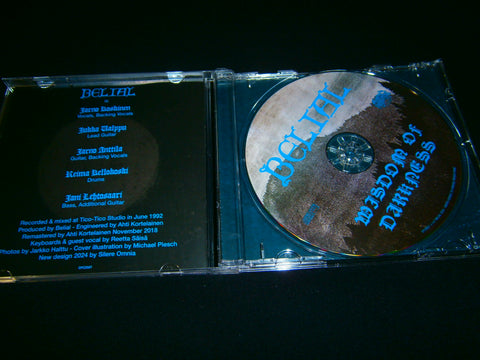 BELIAL
Jarno Koskinen
Vocals, Backing Vocals
Jukka Valppu
Lead Guitar
Jarno Anttila
Guitar, Backing Vocals
Reima Kellokoski
Drums
Jani Lehtosaari
Bass, Additional Guitar
Recorded & mixed at Tico-Tico Studio in June 1992
Produced by Belial - Engineered by Ahti Kortelainen
Remastered by Ahti Kortelainen November 2018
Keyboards & guest vocal by Reetta Saisa
Photos by Jarkko Halttu - Cover illustration by Michael Plesch
New design 2024 by Silere Omnia
BELIAL
WISDOM OF
DARKNESS